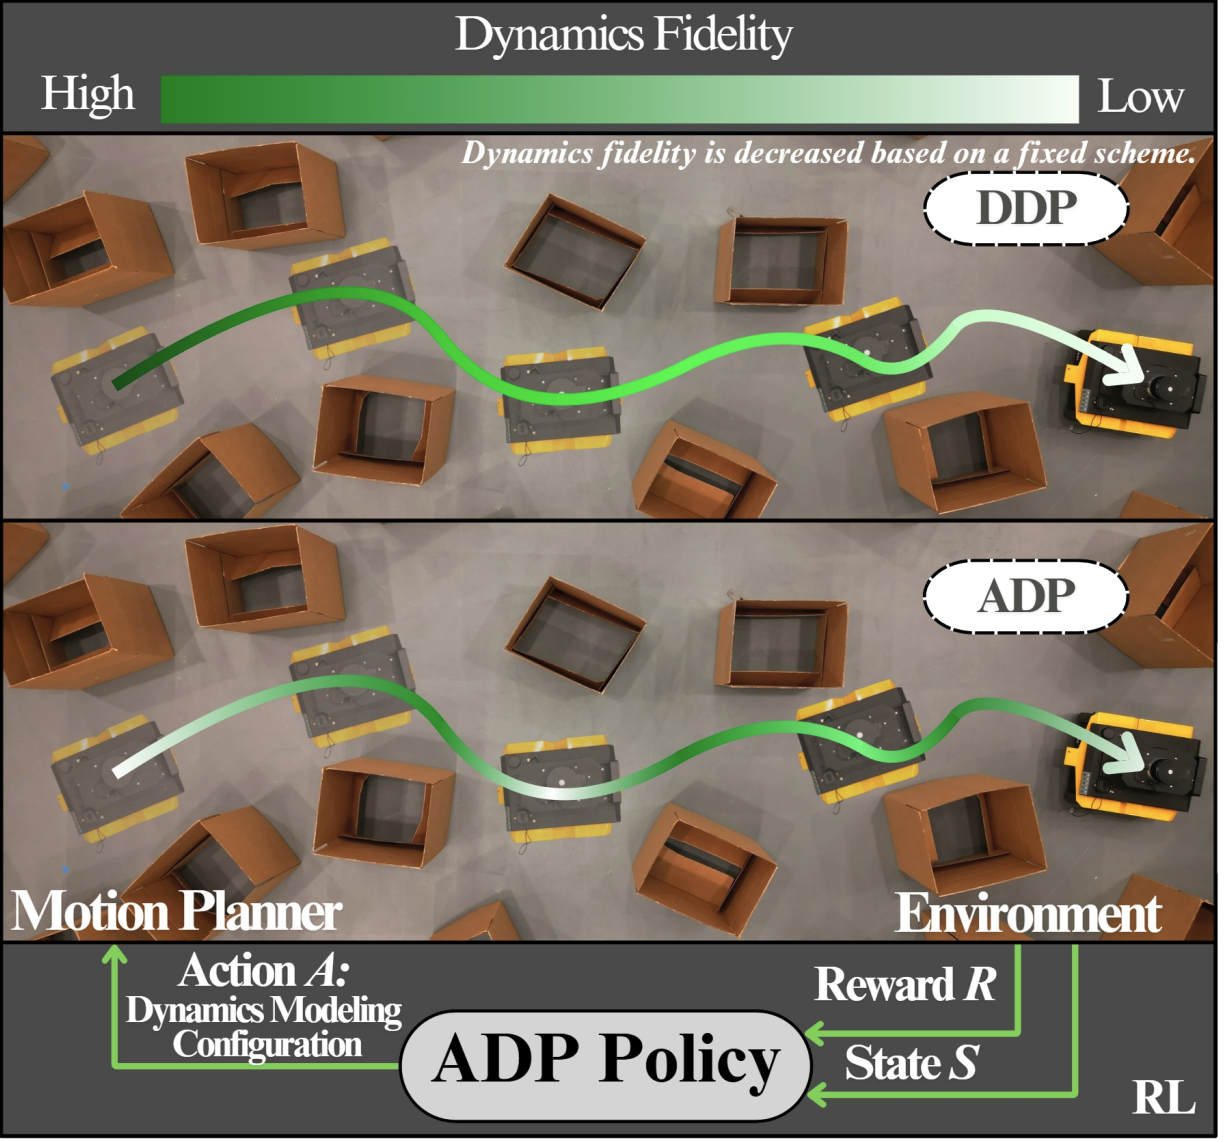 Dynamics Fidelity
High
Low
Dynamics fidelity is decreased based on a fixed scheme.
DDP
ADP
Motion Planner
Environment
Action A:
Dynamics Modeling
Configuration
Reward R
ADP Policy
State S
RL